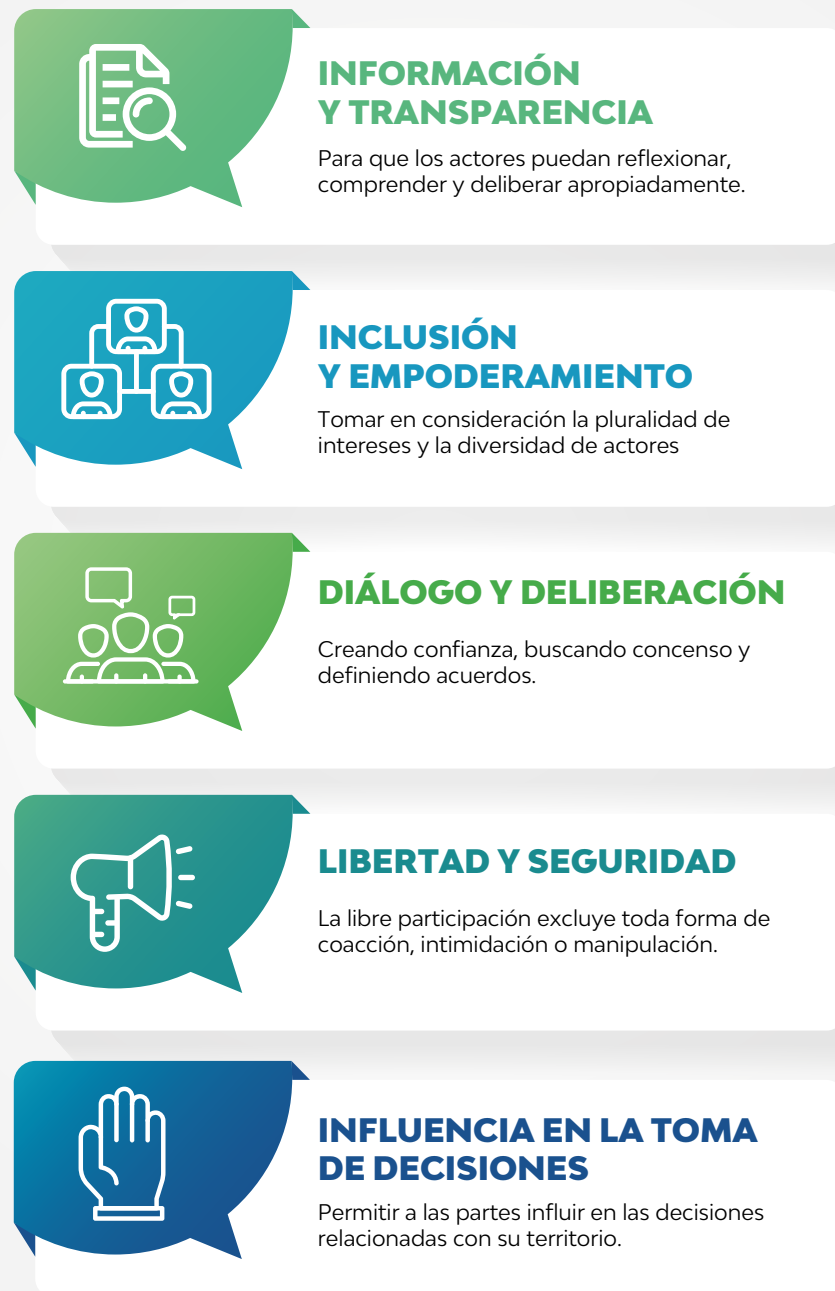 INFORMACIÓN
Y TRANSPARENCIA
Para que los actores puedan reflexionar,
comprender y deliberar apropiadamente.
INCLUSIÓN
Y EMPODERAMIENTO
Tomar en consideración la pluralidad de
intereses y la diversidad de actores
DIÁLOGO Y DELIBERACIÓN
Creando confianza, buscando concenso y
definiendo acuerdos.
LIBERTAD Y SEGURIDAD
La libre participación excluye toda forma de
coacción, intimidación o manipulación.
INFLUENCIA EN LA TOMA
DE DECISIONES
Permitir a las partes influir en las decisiones
relacionadas con su territorio.